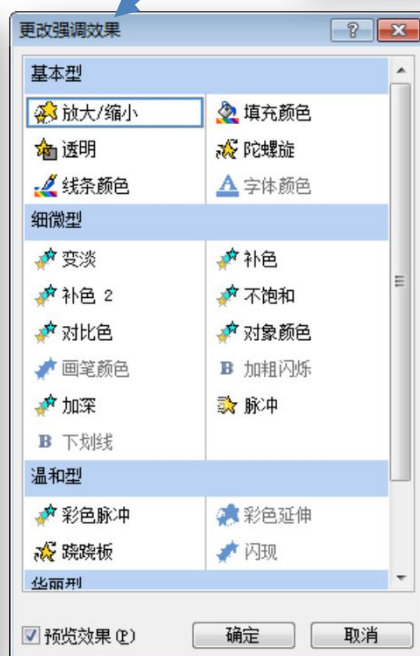 更改强调效果
基本型
放大/缩小 填充颜色
透明 陀螺旋
线条颜色 字体颜色
细微型
变淡 补色
补色 2 不饱和
对比色 对象颜色
画笔颜色 加粗闪烁
加深 脉冲
下划线
温和型
彩色脉冲 彩色延伸
跷跷板 闪现
华丽型
预览效果(P) 确定 取消